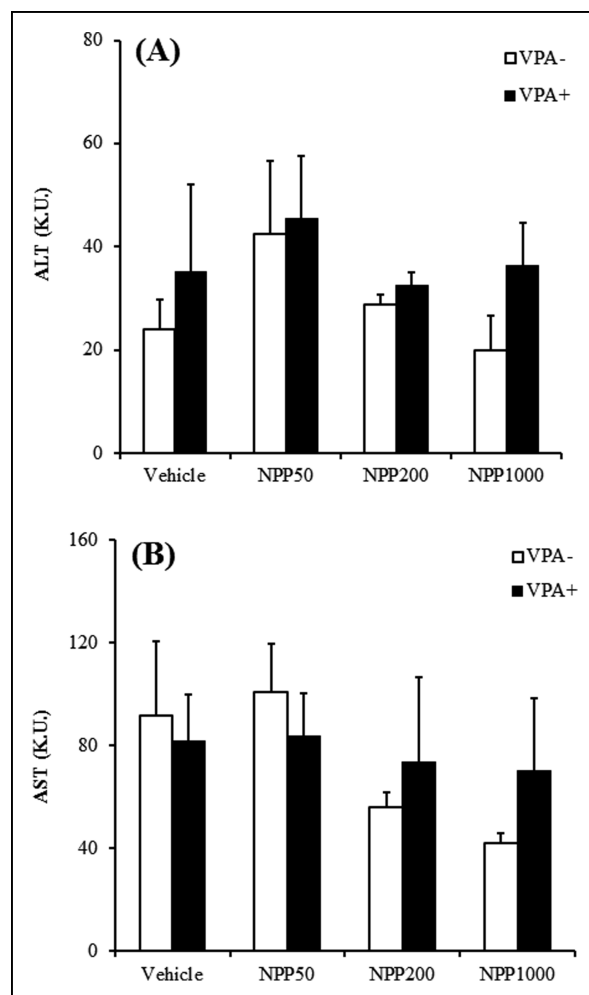 (A)
80
60
40
20
0
ALT (K.U.)
VPA-
VPA+
Vehicle NPP50 NPP200 NPP1000
(B)
160
120
80
40
0
AST (K.U.)
VPA-
VPA+
Vehicle NPP50 NPP200 NPP1000